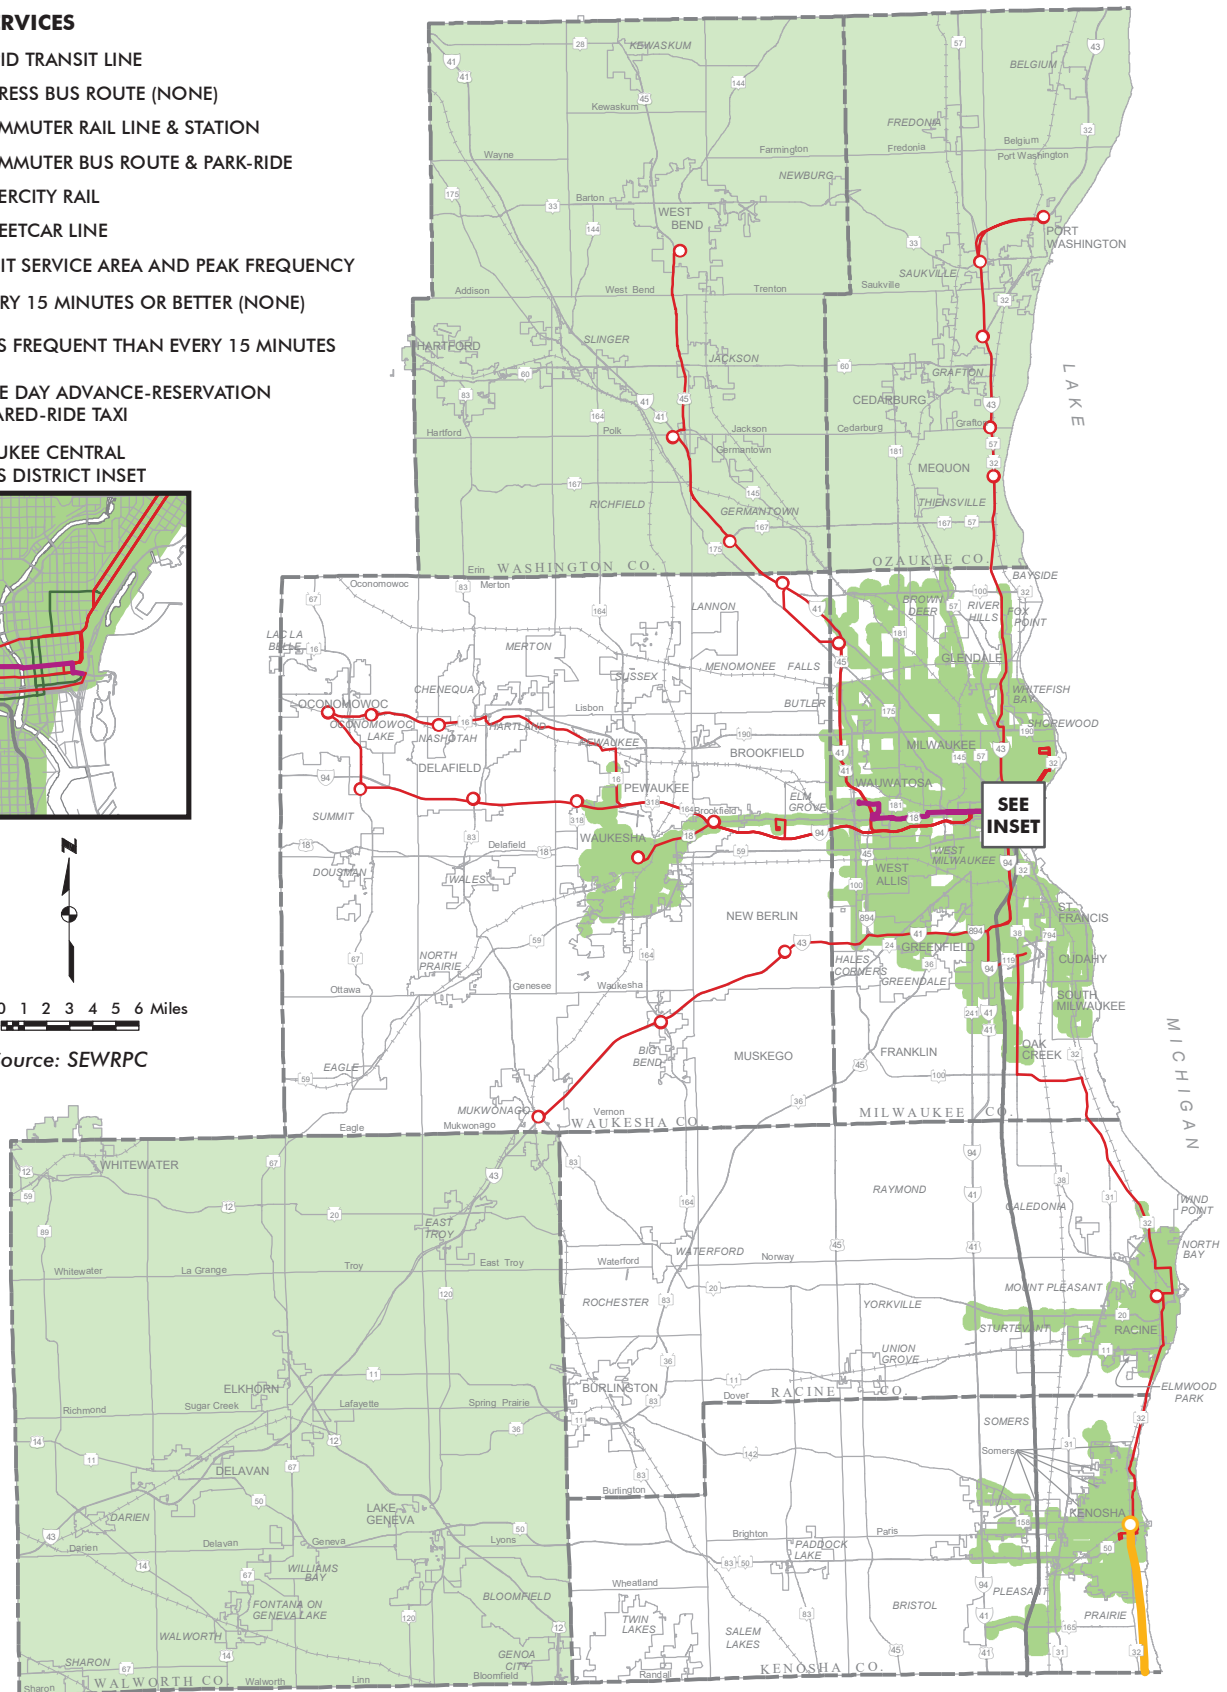 RVICES
ID TRANSIT LINE
RESS BUS ROUTE (NONE)
MMUTER RAIL LINE & STATION
MMUTER BUS ROUTE & PARK-RIDE
ERCITY RAIL
EETCAR LINE
IT SERVICE AREA AND PEAK FREQUENCY
RY 15 MINUTES OR BETTER (NONE)
S FREQUENT THAN EVERY 15 MINUTES
E DAY ADVANCE-RESERVATION
ARED-RIDE TAXI
UKEE CENTRAL
S DISTRICT INSET
N
0 1 2 3 4 5 6 Miles
ource: SEWRPC
KEWASKUM
Kewaskum
Wayne
Farmington
BELGIUM
FREDONIA
Fredonia
Belgium
Port Washington
NEWBURG
Barton
WEST
BEND
PORT
WASHINGTON
SAUKVILLE
Saukville
Addison
West Bend
Trenton
HARTFORD
SLINGER
JACKSON
GRAFTON
CEDARBURG
Grafton
Cedarburg
Hartford
Polk
Jackson
Germantown
MEQUON
THIENSVILLE
RICHFIELD
GERMANTOWN
Erin
WASHINGTON CO.
OZAUKEE CO.
LAKE
MICHIGAN
Oconomowoc
Merton
LAC LA
BELLE
LANNON
MERTON
MENOMONEE FALLS
SUSSEX
CHENEQUA
BUTLER
OCONOMOWOC
OCONOMOWOC
LAKE
NASHOTAH
HARTLAND
Lisbon
PEWAUKEE
BROOKFIELD
DELAFIELD
PEWAUKEE
Brookfield
ELM
GROVE
SUMMIT
WAUKESHA
Delafield
DOUSMAN
WALES
NEW BERLIN
NORTH
PRAIRIE
Ottawa
Genesee
Waukesha
BIG
BEND
MUSKEGO
EAGLE
MUKWONAGO
Mukwonago
Eagle
Vernon
WAUKESHA CO
BAYSIDE
BROWN
DEER
RIVER
HILLS
FOX
POINT
GLENDALE
WHITEFISH
BAY
SHOREWOOD
MILWAUKEE
WAUWATOSA
SEE
INSET
WEST
MILWAUKEE
WEST
ALLIS
ST.
FRANCIS
GREENFIELD
CUDAHY
HALES
CORNERS
GREENDALE
SOUTH
MILWAUKEE
FRANKLIN
OAK
CREEK
MILWAUKEE CO.
WHITEWATER
EAST
TROY
Whitewater
La Grange
Troy
East Troy
ELKHORN
Richmond
Sugar Creek
Lafayette
Spring Prairie
DELAVAN
LAKE
GENEVA
DARIEN
Darien
Delavan
Geneva
Lyons
WILLIAMS
BAY
FONTANA ON
GENEVA LAKE
BLOOMFIELD
WALWORTH
SHARON
GENOA
CITY
Sharon
WALWORTH CO.
Walworth
Linn
Bloomfield
RAYMOND
CALEDONIA
WIND
POINT
NORTH
BAY
WATERFORD
Waterford
Norway
ROCHESTER
YORKVILLE
MOUNT PLEASANT
STURTEVANT
RACINE
UNION
GROVE
BURLINGTON
Dover
RACINE CO.
ELMWOOD
PARK
SOMERS
Somers
Burlington
KENOSHA
Brighton
Paris
PADDOCK
LAKE
Wheatland
PLEASANT
PRAIRIE
BRISTOL
TWIN
LAKES
SALEM
LAKES
Randall
KENOSHA CO.